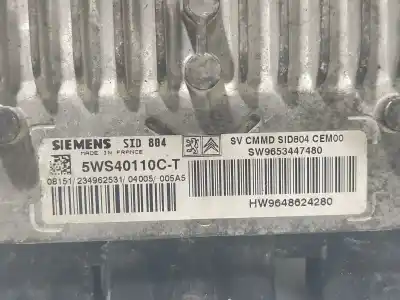 SIEMENS SID 804
MADE IN FRANCE
5WS40110C-T
08151/234962531/04005/005A5
SV CMMD SID804 CEM00
SW9653447480
HW9648624280